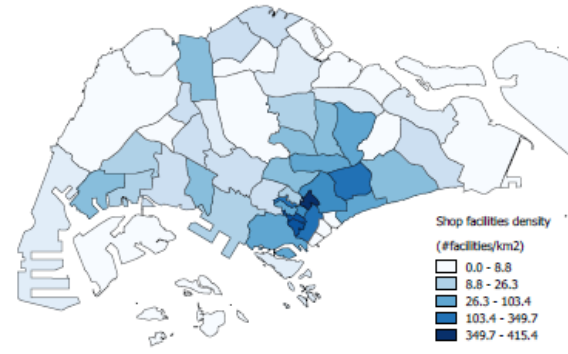 Shop facilities density
(#facilities/km2)
0.0 - 8.8
8.8 - 26.3
26.3 - 103.4
103.4 - 349.7
349.7 - 415.4